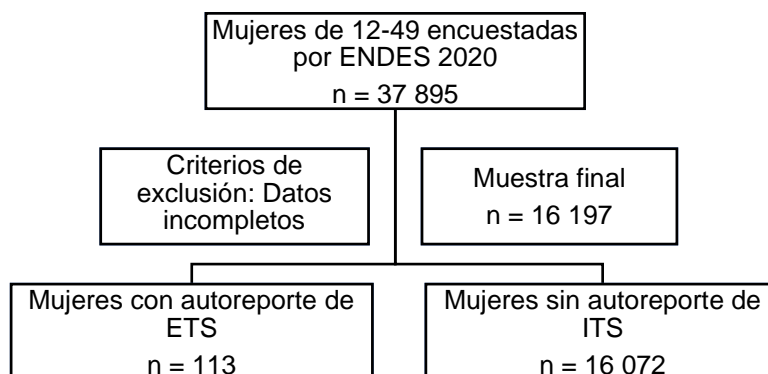 Mujeres de 12-49 encuestadas
por ENDES 2020
n = 37 895
Criterios de
exclusión: Datos
incompletos
Muestra final
n = 16 197
Mujeres con autoreporte de
ETS
n = 113
Mujeres sin autoreporte de
ITS
n = 16 072